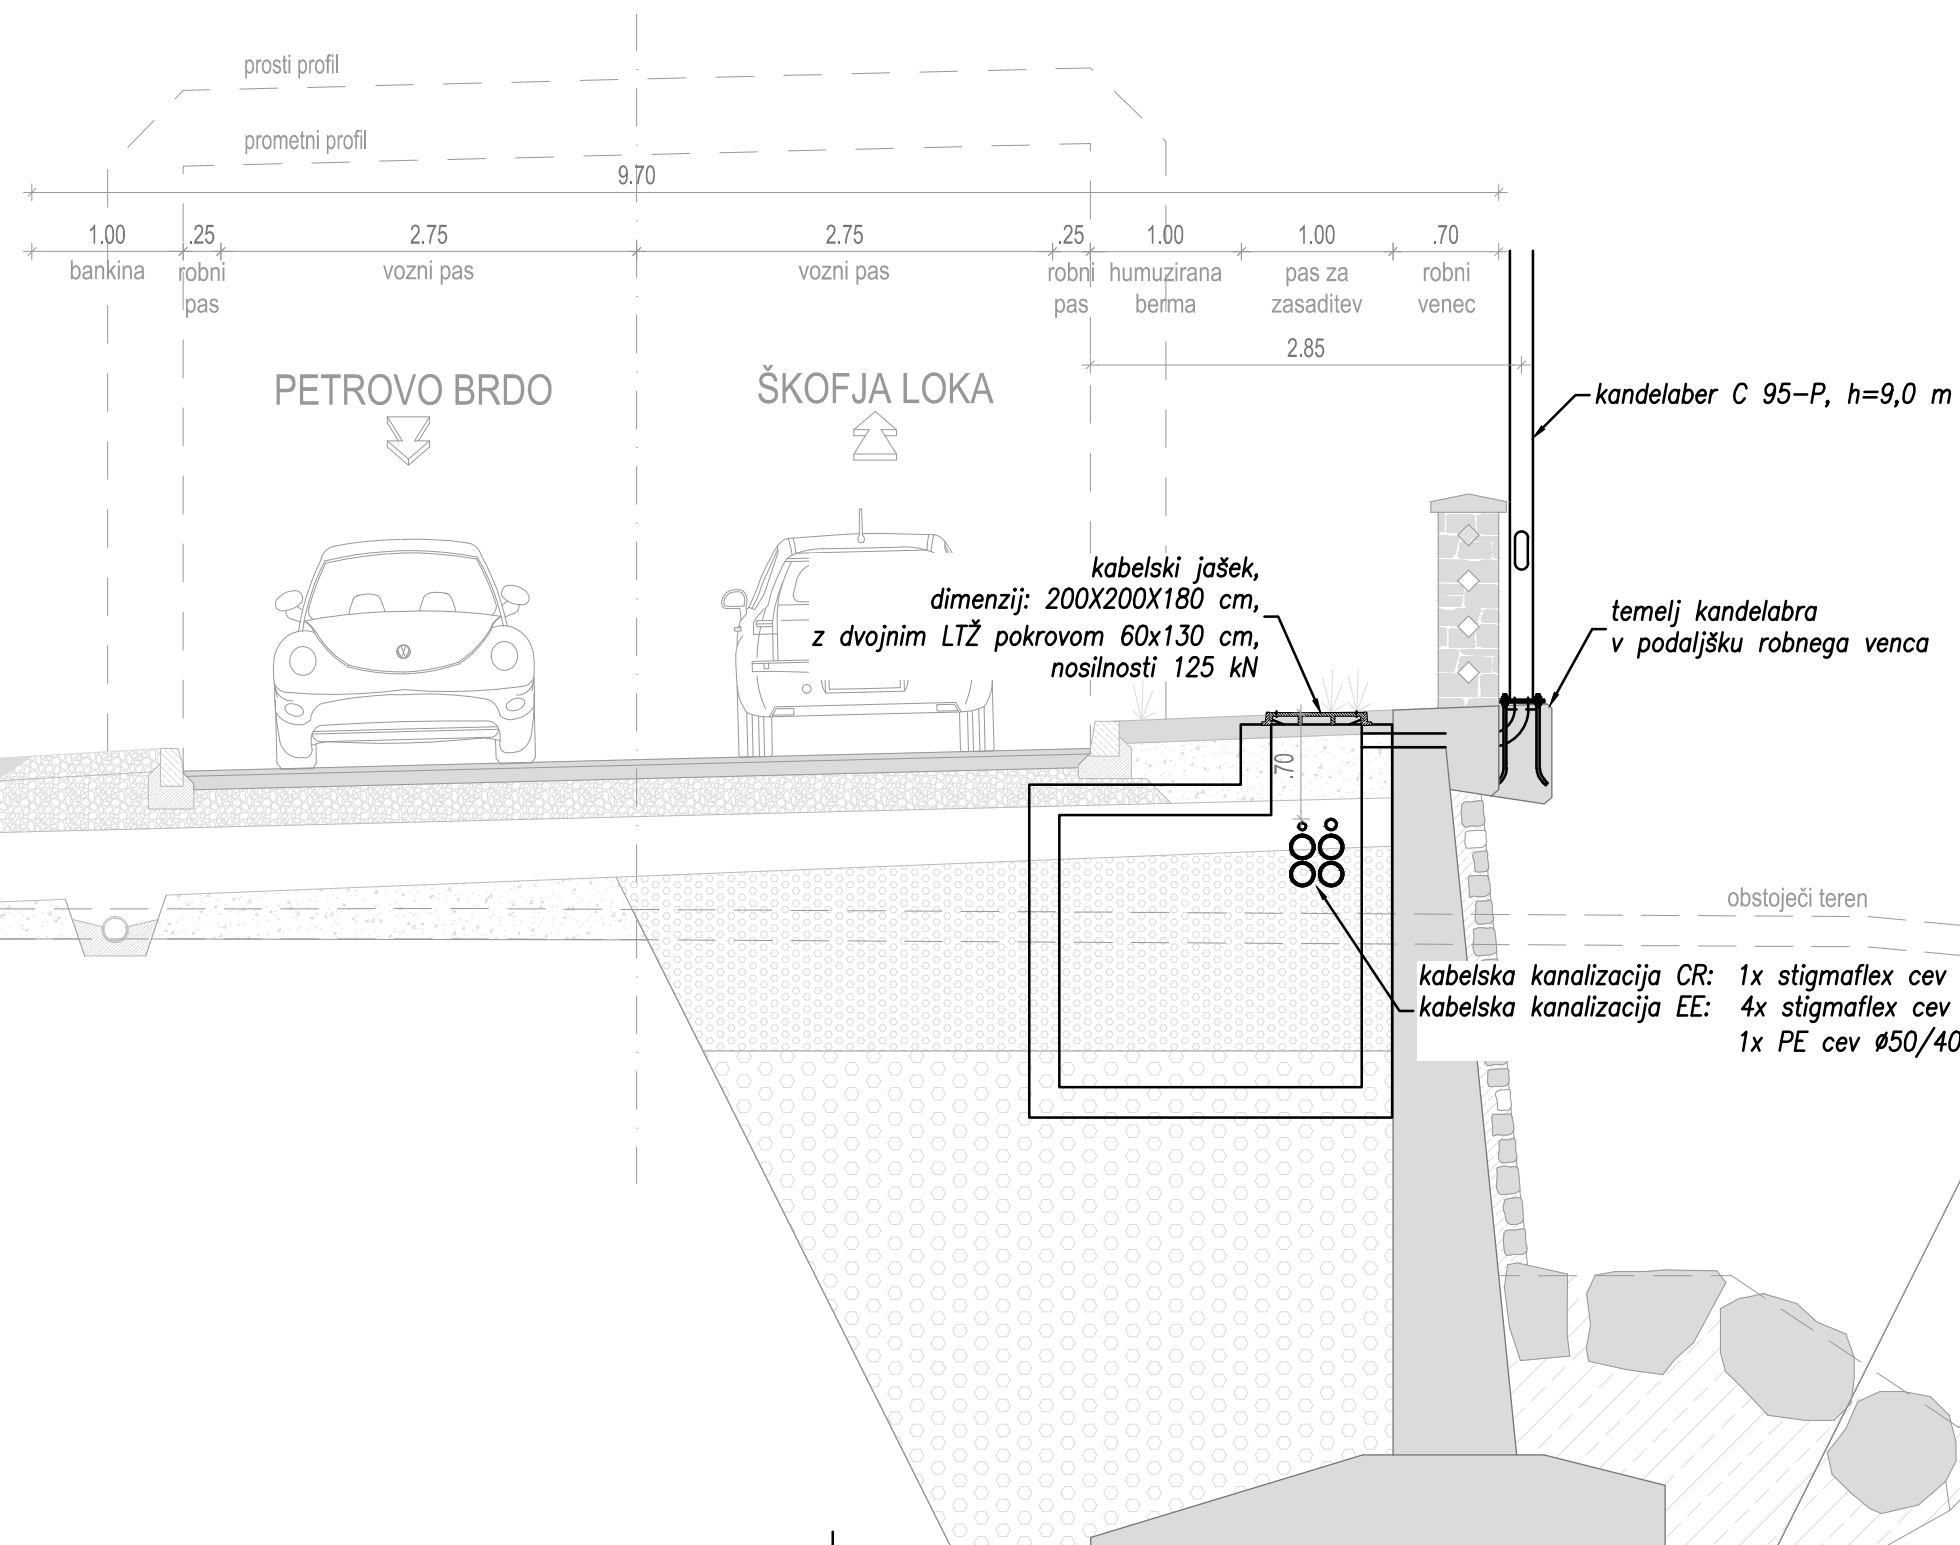 prosti profil
prometni profil
9.70
1.00 .25 2.75 2.75 .25 1.00 1.00 .70
bankina robni vozni pas vozni pas robni humuzirana pas za robni
pas pas berma zasaditev venec
2.85
PETROVO BRDO ŠKOFJA LOKA
kandelaber C 95-P, h=9,0 m
kabelski jašek,
dimenzij: 200X200X180 cm,
z dvojnim LTŽ pokrovom 60x130 cm,
nosilnosti 125 kN
temelj kandelabra
v podaljšku robnega venca
.70
obstoječi teren
kabelska kanalizacija CR: 1x stigmaflex cev
kabelska kanalizacija EE: 4x stigmaflex cev
1x PE cev ø50/40